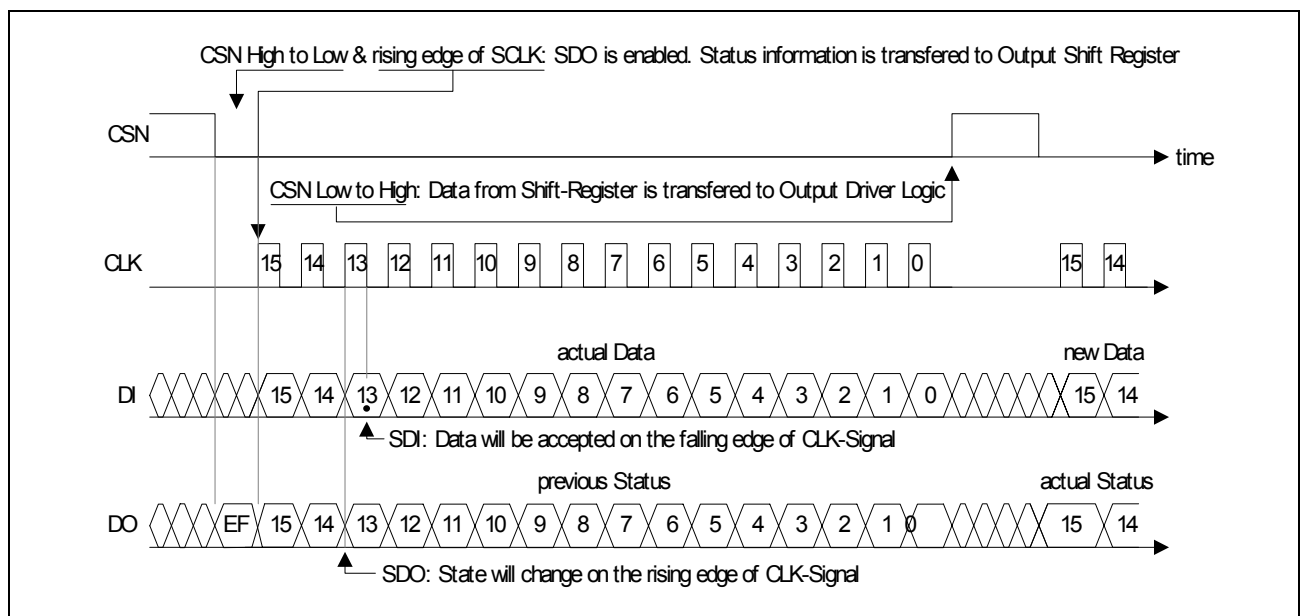 CSN High to Low & rising edge of SCLK: SDO is enabled. Status information is transfered to Output Shift Register
CSN
time
CSN Low to High: Data from Shift-Register is transfered to Output Driver Logic
CLK 15 14 13 12 11 10 9 8 7 6 5 4 3 2 1 0 15 14
actual Data new Data
DI 15 14 13 12 11 10 9 8 7 6 5 4 3 2 1 0 15 14
SDI: Data will be accepted on the falling edge of CLK-Signal
previous Status actual Status
DO EF 15 14 13 12 11 10 9 8 7 6 5 4 3 2 1 0 15 14
SDO: State will change on the rising edge of CLK-Signal